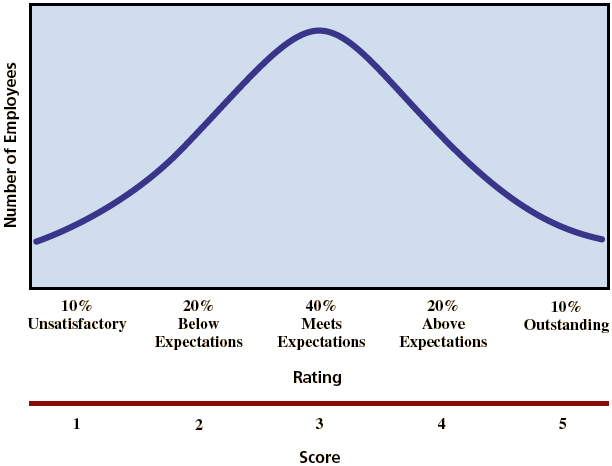 Number of Employees
10% 20% 40% 20% 10%
Unsatisfactory Below Meets Above Outstanding
Expectations Expectations Expectations
Rating
1 2 3 4 5
Score